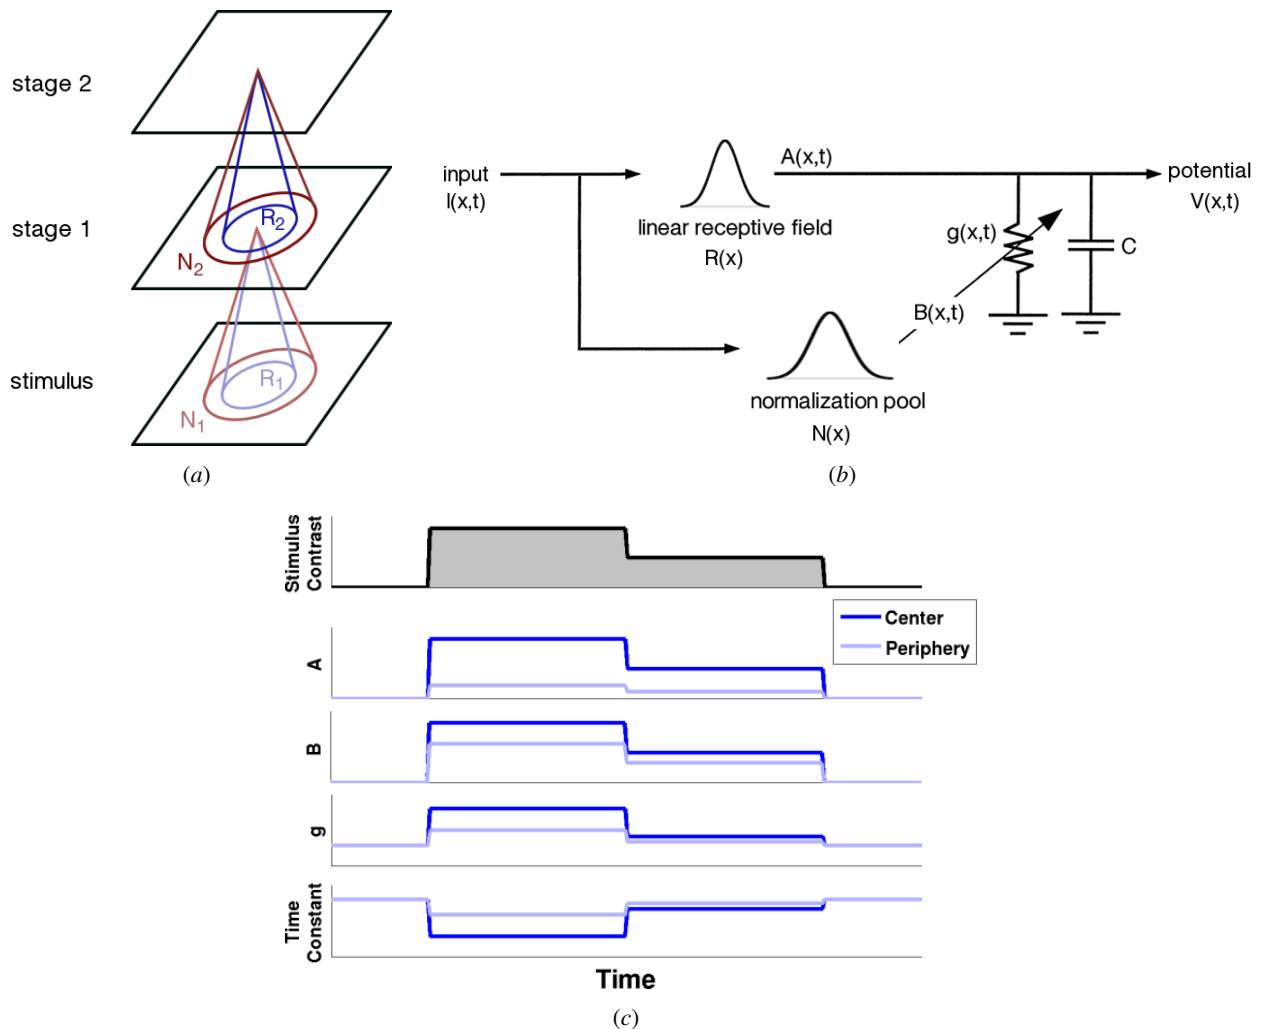 stage 2
stage 1
R2
N2
stimulus
R1
N1
(a)
input
I(x,t)
A(x,t)
linear receptive field
R(x)
potential
V(x,t)
g(x,t)
C
B(x,t)
normalization pool
N(x)
(b)
Stimulus
Contrast
Center
Periphery
A
B
g
Time
Constant
Time
(c)